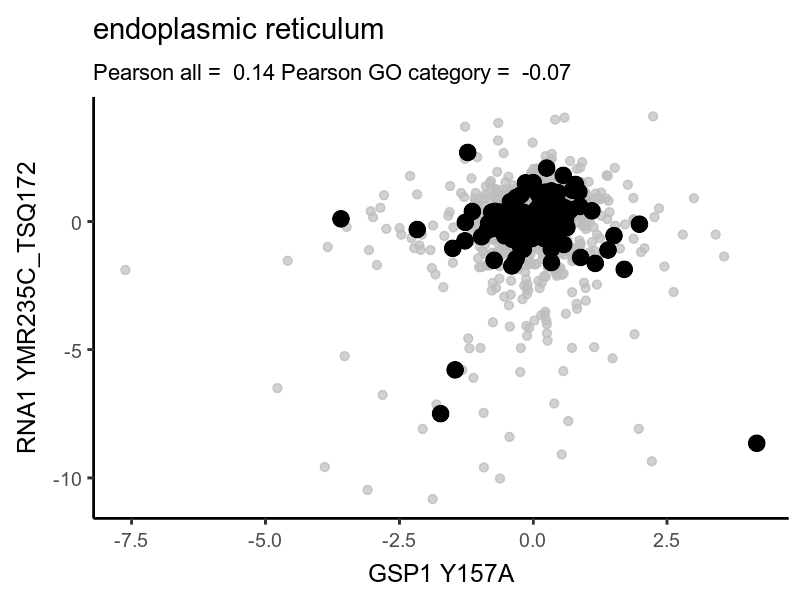 endoplasmic reticulum
Pearson all =  0.14 Pearson GO category =  -0.07
RNA1 YMR235C_TSQ172
0
-5
-10
-7.5
-5.0
-2.5
0.0
2.5
GSP1 Y157A